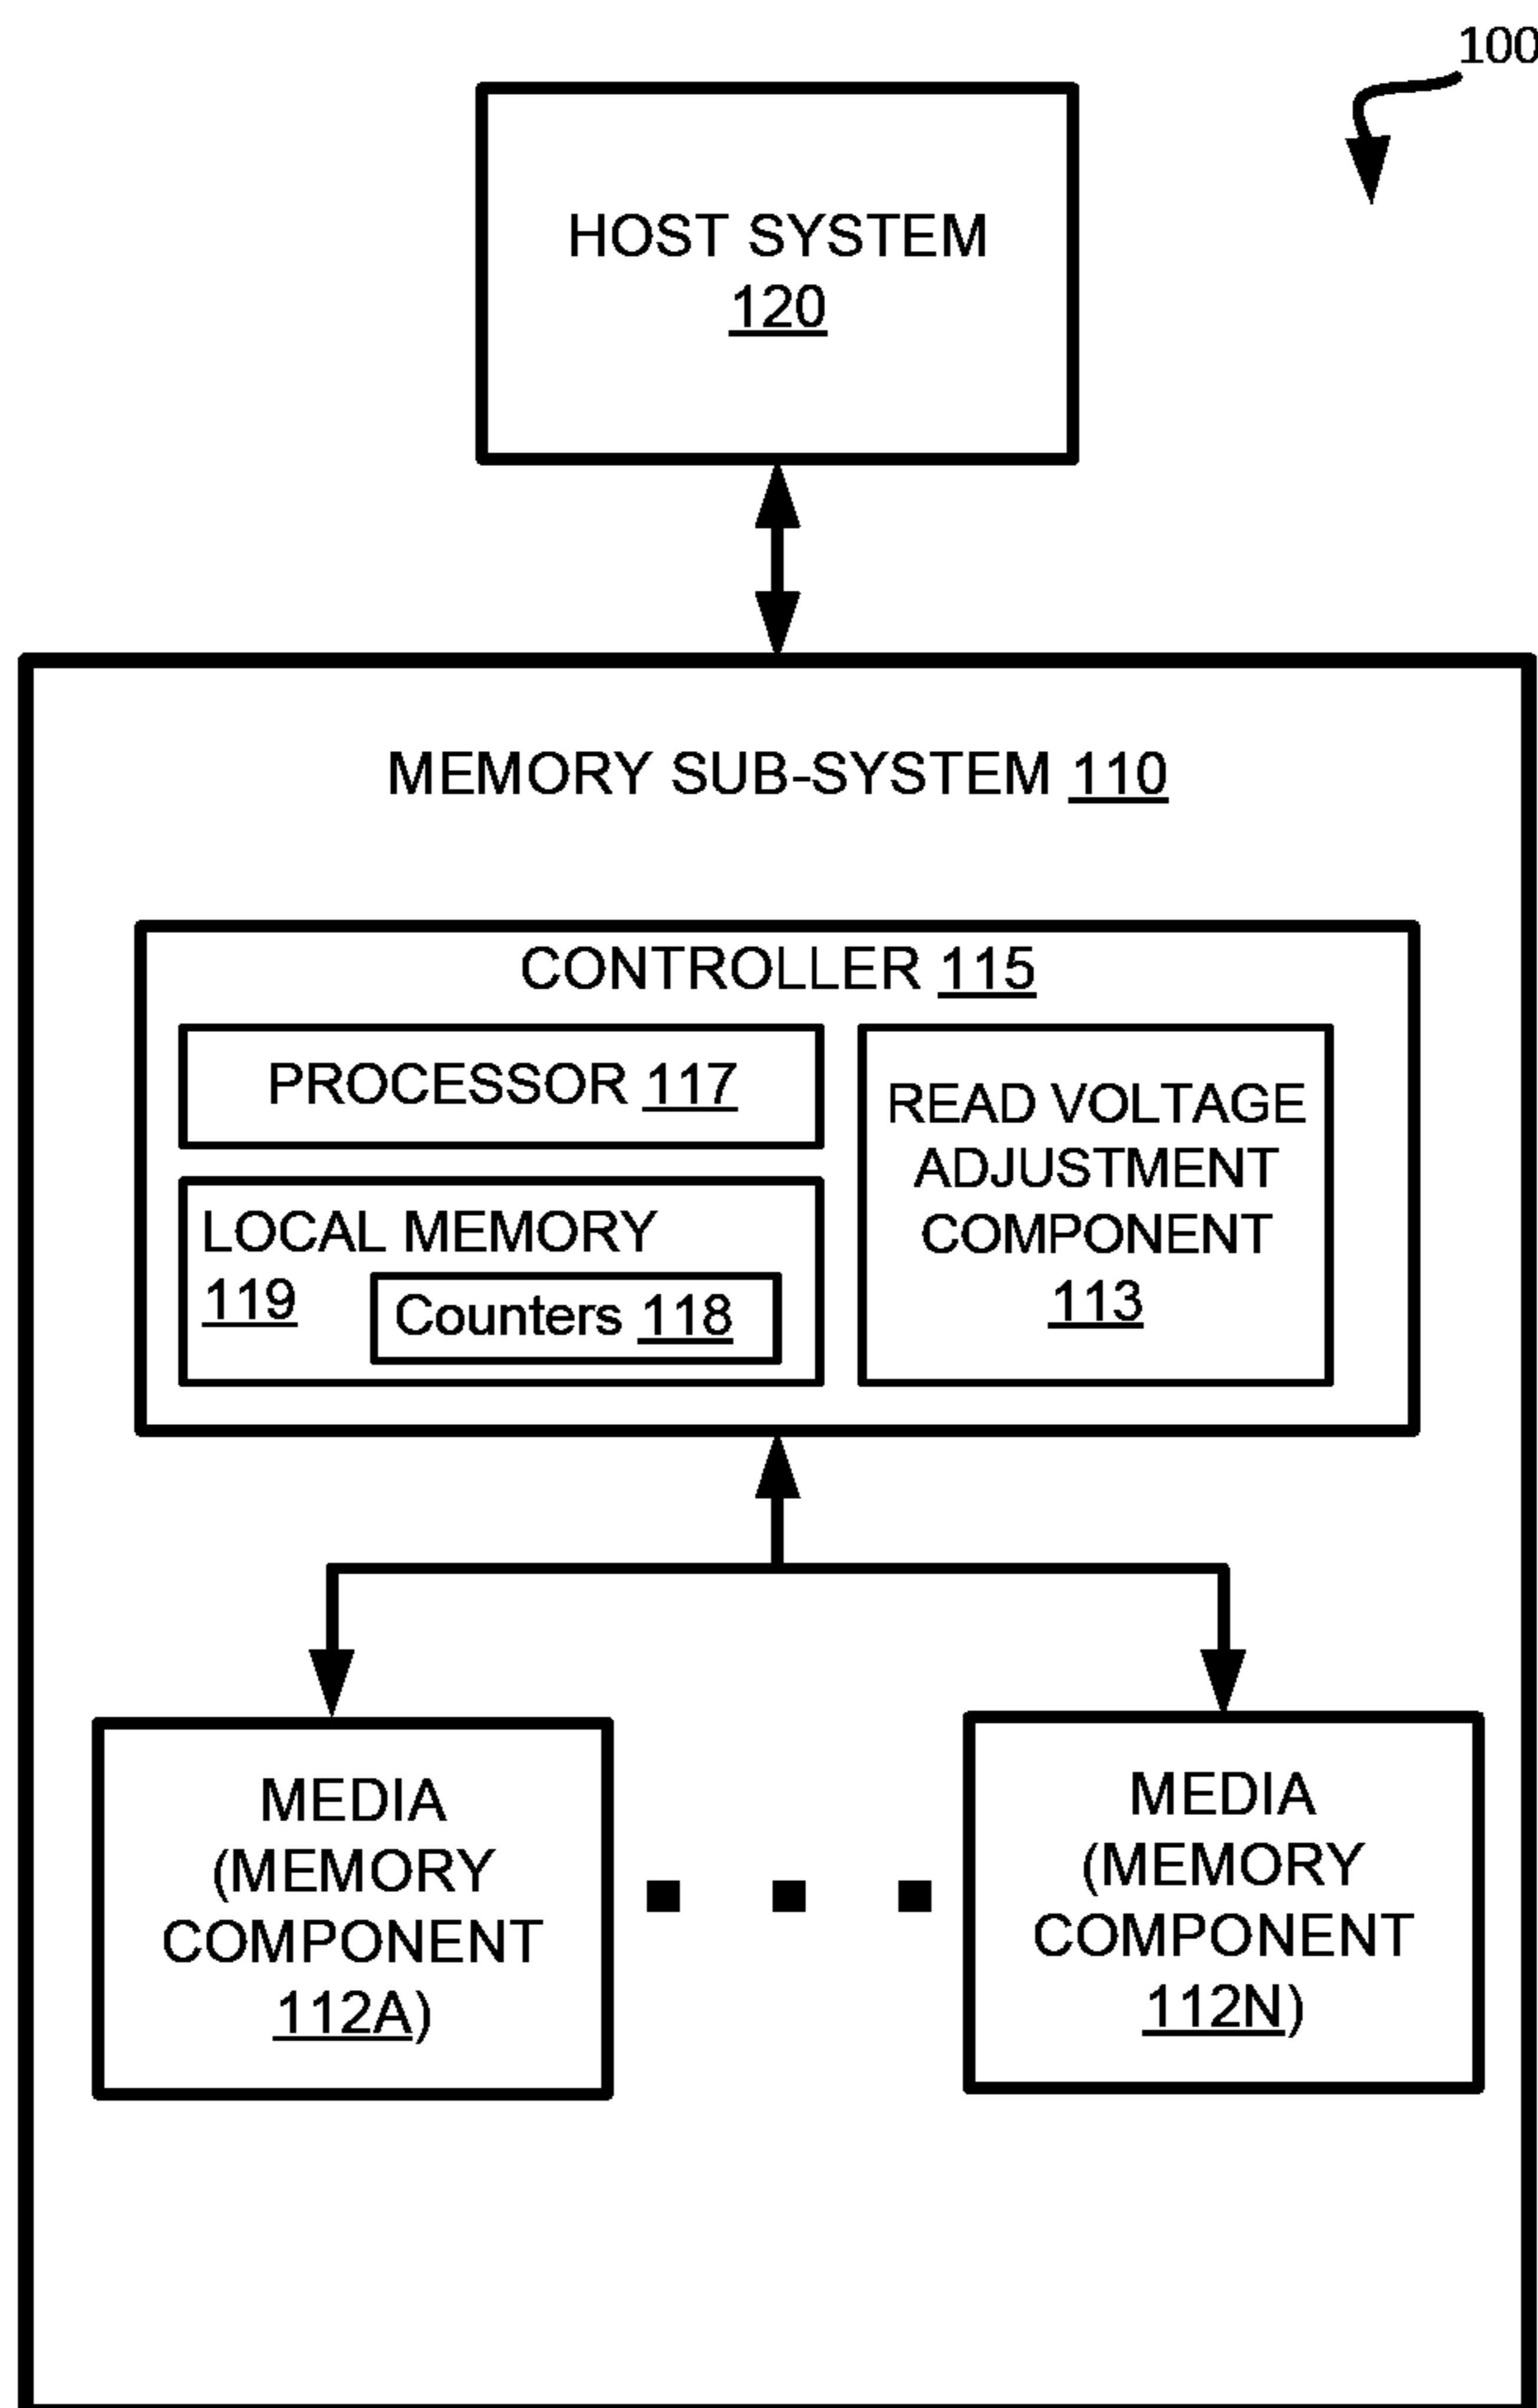 100
HOST SYSTEM
120
MEMORY SUB-SYSTEM 110
CONTROLLER 115
PROCESSOR 117
LOCAL MEMORY
119
Counters 118
READ VOLTAGE
ADJUSTMENT
COMPONENT
113
MEDIA
(MEMORY
COMPONENT
112A)
MEDIA
(MEMORY
COMPONENT
112N)